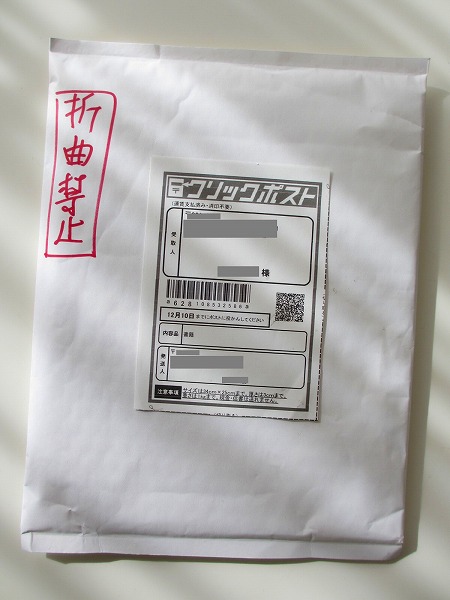 折曲禁止
クリックポスト
(運賃支払済み・消印不要)
受取人
様
12月10日までにポストに投かんしてください
内容品
書籍
発送人
注意事項